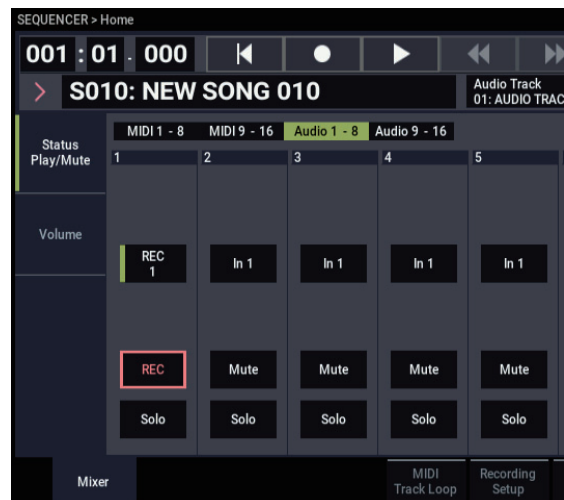 SEQUENCER > Home
001 : 01 . 000
S010: NEW SONG 010
Audio Track
01: AUDIO TRAC
Status
Play/Mute
Volume
MIDI 1 - 8 MIDI 9 - 16 Audio 1 - 8 Audio 9 - 16
1 2 3 4 5
REC
1
In 1 In 1 In 1 In 1
REC Mute Mute Mute Mute
Solo Solo Solo Solo Solo
Mixer
MIDI
Track Loop
Recording
Setup